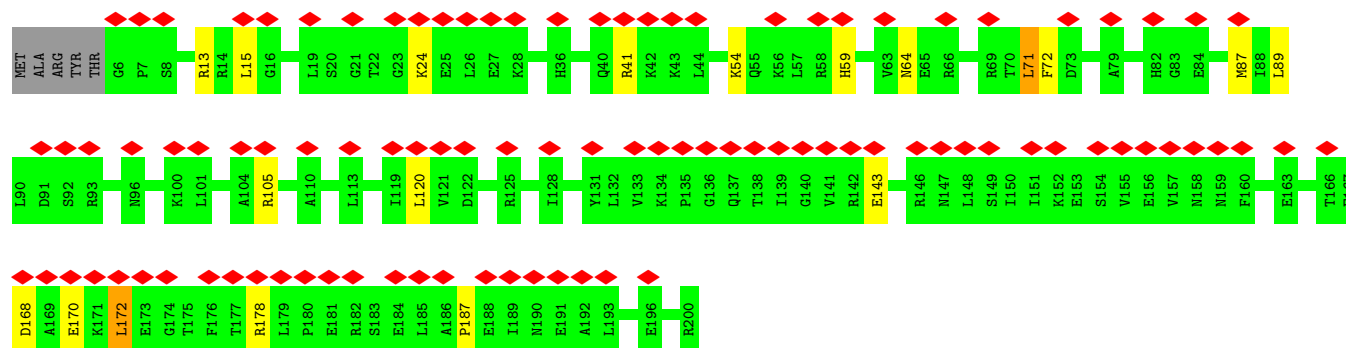 MET ALA ARG TYR THR G6 P7 S8 R13 R14 L15 G16 L19 S20 G21 T22 G23 K24 E25 L26 E27 K28 H36 Q40 R41 K42 K43 L44 K54 Q55 K56 L57 R58 H59 V63 N64 E65 R66 R69 T70 L71 F72 D73 A79 H82 G83 E84 M87 I88 L89
L90 D91 S92 R93 N96 K100 L101 A104 R105 A110 L113 I119 L120 V121 D122 R125 I128 Y131 L132 V133 K134 P135 G136 Q137 T138 I139 G140 V141 R142 E143 R146 N147 L148 S149 I150 I151 K152 E153 S154 V155 E156 V157 N158 N159 F160 E163 T166
D168 A169 E170 K171 L172 E173 G174 T175 F176 T177 R178 L179 P180 E181 R182 S183 E184 L185 A186 P187 E188 I189 N190 E191 A192 L193 E196 R200